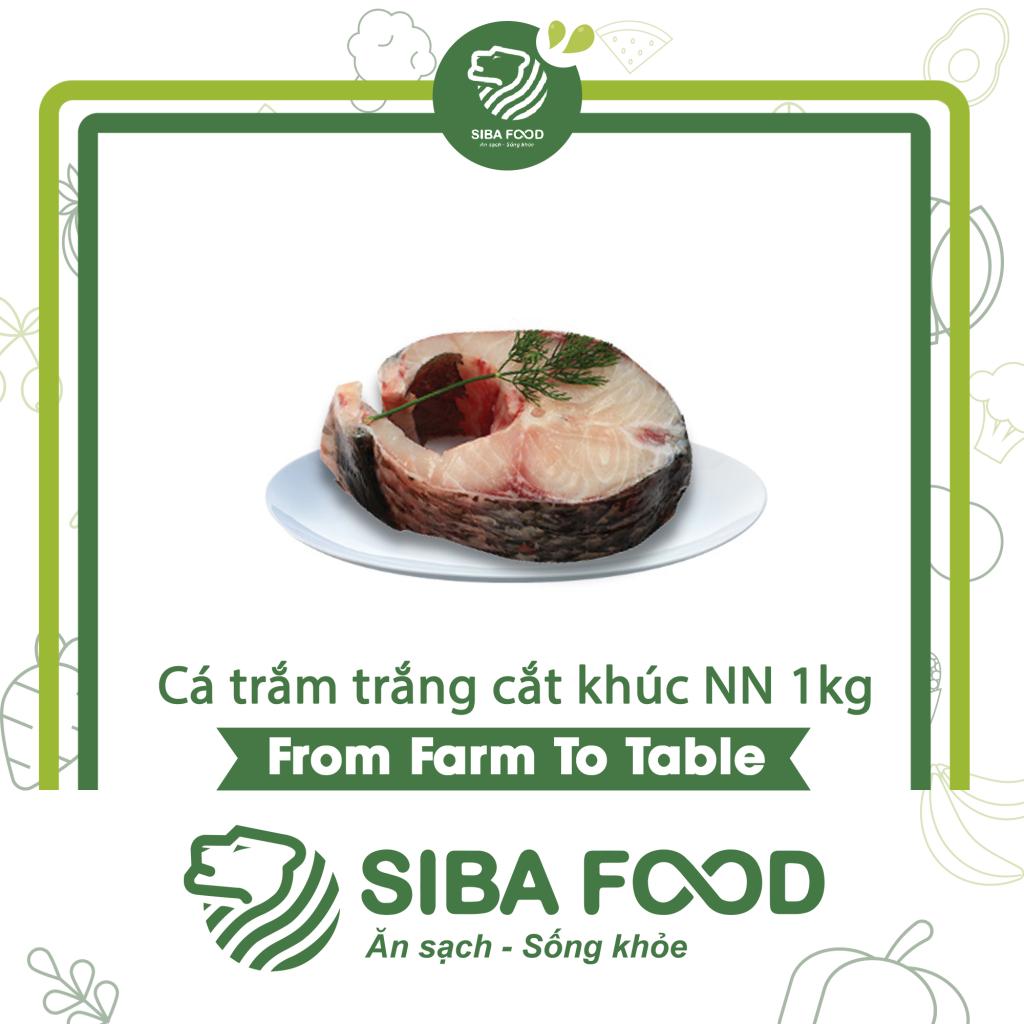 SIBA FOOD
Ăn sạch - Sống khỏe
Cá trắm trắng cắt khúc NN 1kg
From Farm To Table
SIBA FOOD
Ăn sạch - Sống khỏe